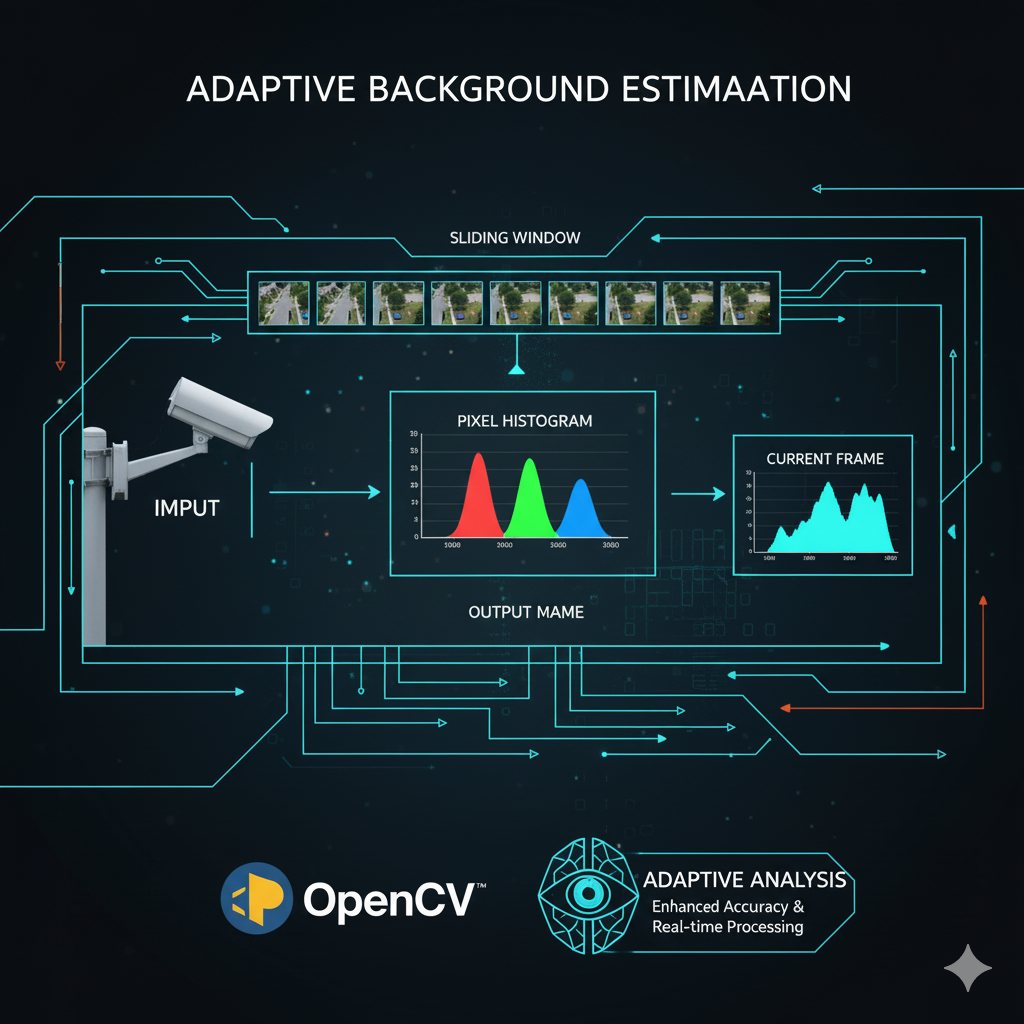 ADAPTIVE BACKGROUND ESTIMAATION
SLIDING WINDOW
PIXEL HISTOGRAM
CURRENT FRAME
IMPUT
1000 2000 3000 3000
OUTPUT MAME
OpenCV™
ADAPTIVE ANALYSIS
Enhanced Accuracy &
Real-time Processing